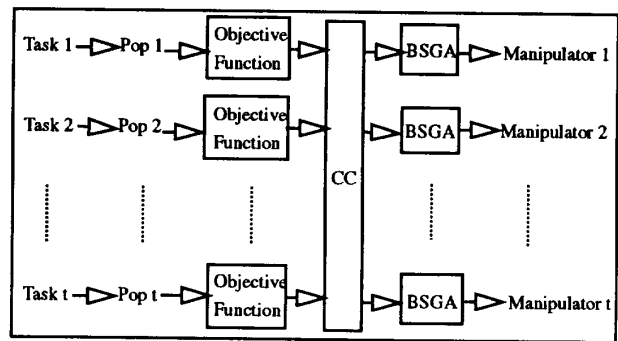 Task 1 Pop 1 Objective Function BSGA Manipulator 1
Task 2 Pop 2 Objective Function BSGA Manipulator 2
CC
Task t Pop t Objective Function BSGA Manipulator t